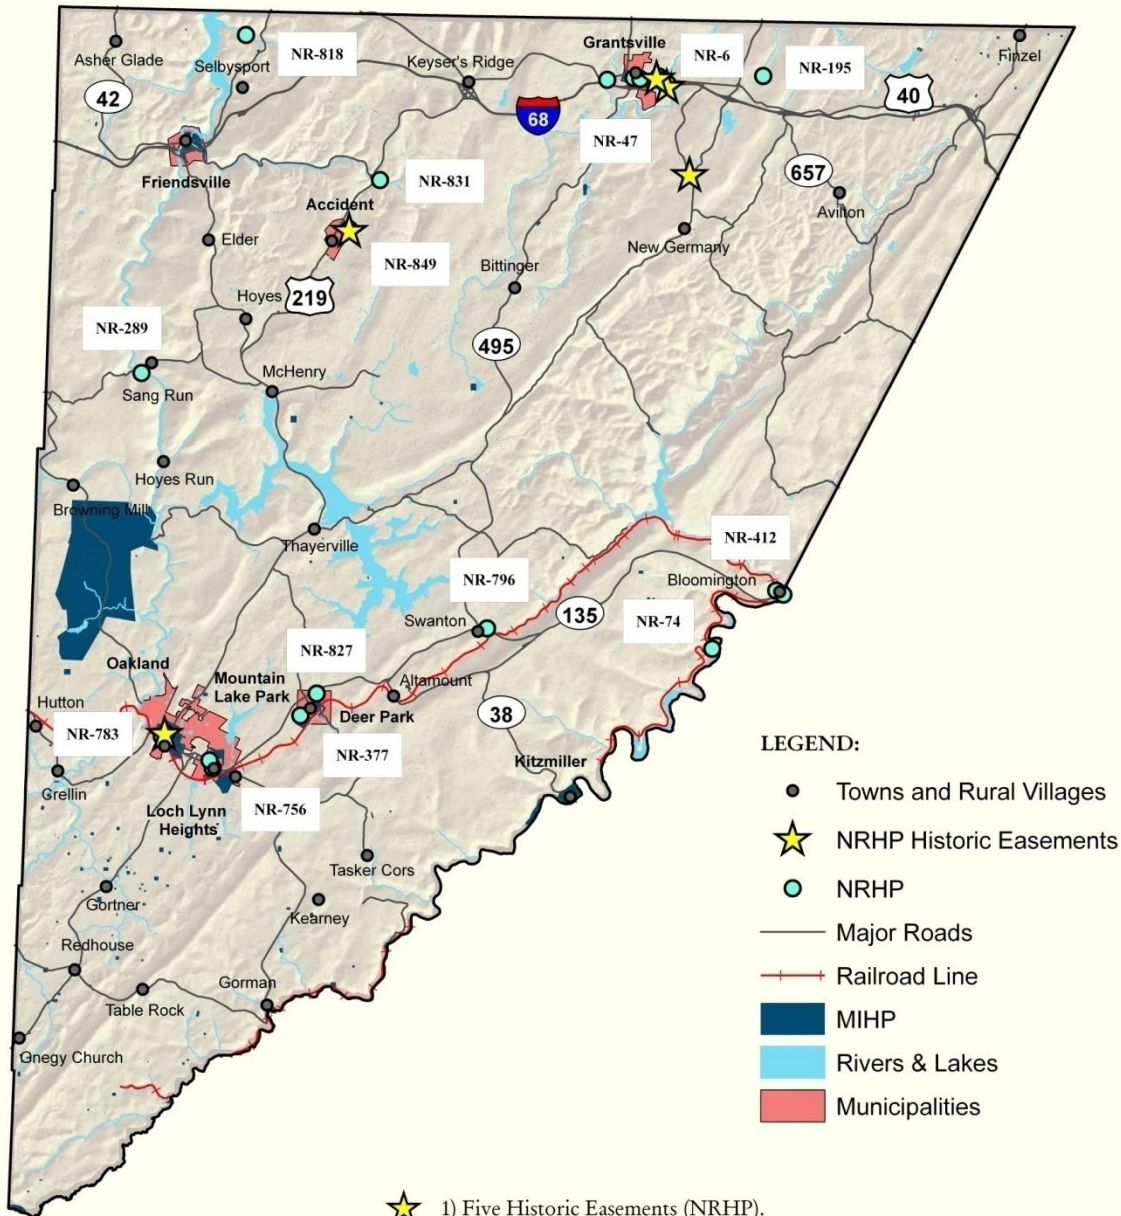 Grantsville
NR-6
Asher Glade
NR-818
Keyser's Ridge
NR-195
Finzel
Selbysport
42
40
68
NR-47
Friendsville
NR-831
657
Accident
Avilton
Elder
NR-849
New Germany
Bittinger
Hoyes
219
NR-289
495
McHenry
Sang Run
Hoyes Run
Browning Mill
Thayerville
NR-412
NR-796
Bloomington
Swanton
135
NR-74
NR-827
Oakland
Mountain
Lake Park
Altamount
Hutton
38
Deer Park
NR-783
NR-377
Kitzmiller
Crellin
NR-756
Loch Lynn
Heights
Tasker Cors
Gortner
Kearney
Redhouse
Gorman
Table Rock
Gnegy Church
LEGEND:
Towns and Rural Villages
NRHP Historic Easements
NRHP
Major Roads
Railroad Line
MIHP
Rivers & Lakes
Municipalities
1) Five Historic Easements (NRHP).